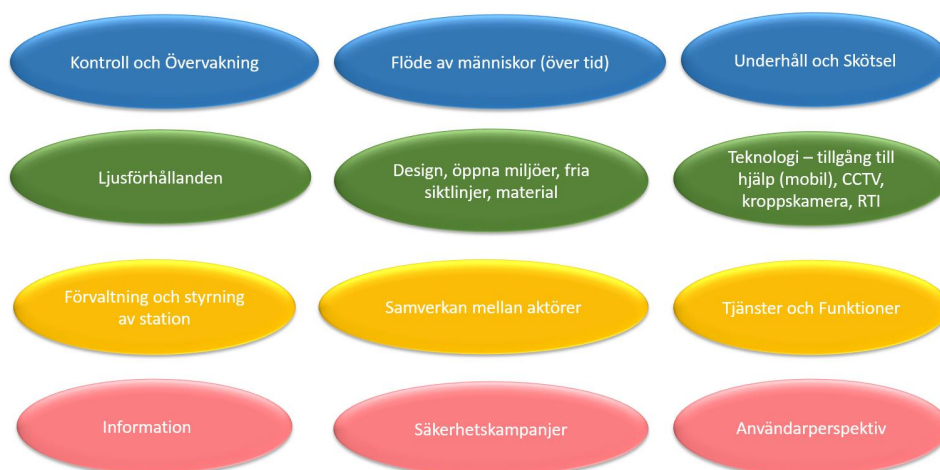 Kontroll och Övervakning
Flöde av människor (över tid)
Underhåll och Skötsel
Ljusförhållanden
Design, öppna miljöer, fria
siktlinjer, material
Teknologi – tillgång till
hjälp (mobil), CCTV,
kroppskamera, RTI
Förvaltning och styrning
av station
Samverkan mellan aktörer
Tjänster och Funktioner
Information
Säkerhetskampanjer
Användarperspektiv